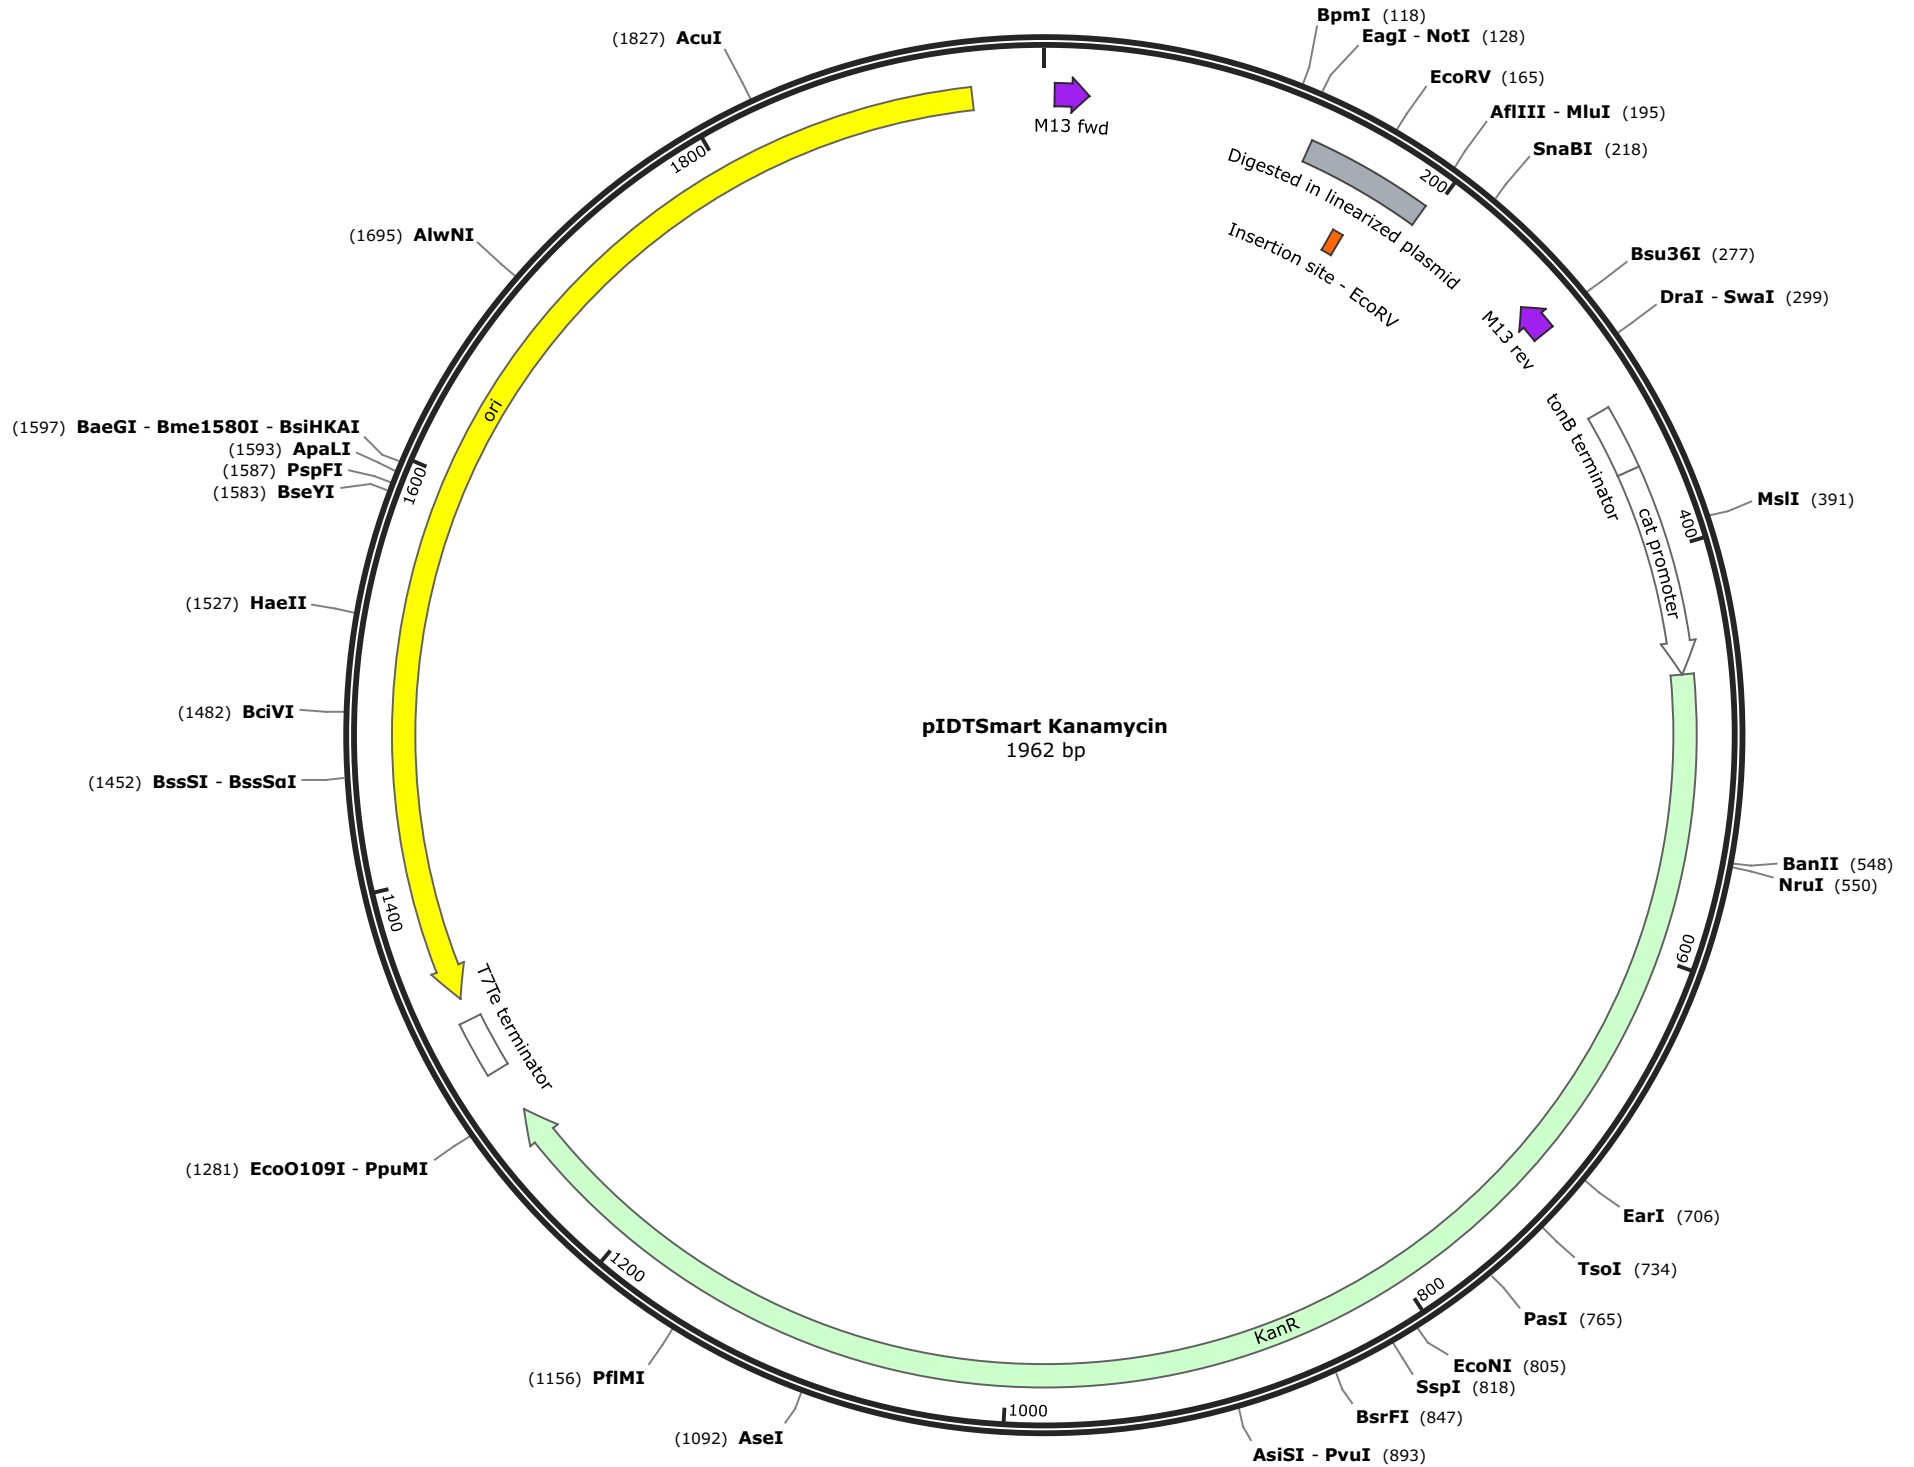 BpmI (118)
EagI - NotI (128)
EcoRV (165)
AflIII - MluI (195)
SnaBI (218)
Bsu36I (277)
DraI - SwaI (299)
MslI (391)
BanII (548)
NruI (550)
EarI (706)
TsoI (734)
PasI (765)
EcoNI (805)
SspI (818)
BsrFI (847)
AsiSI - PvuI (893)
(1092) AseI
(1156) PflMI
(1281) EcoO109I - PpuMI
(1452) BssSI - BssSαI
(1482) BciVI
(1527) HaeII
(1583) BseYI
(1587) PspFI
(1593) ApaLI
(1597) BaeGI - Bme1580I - BsiHKAI
(1695) AlwNI
(1827) AcuI
200
400
600
800
1000
1200
1400
1600
1800
M13 fwd
Digested in linearized plasmid
Insertion site - EcoRV
M13 rev
tonB terminator
cat promoter
KanR
T7Te terminator
ori
pIDTSmart Kanamycin
1962 bp